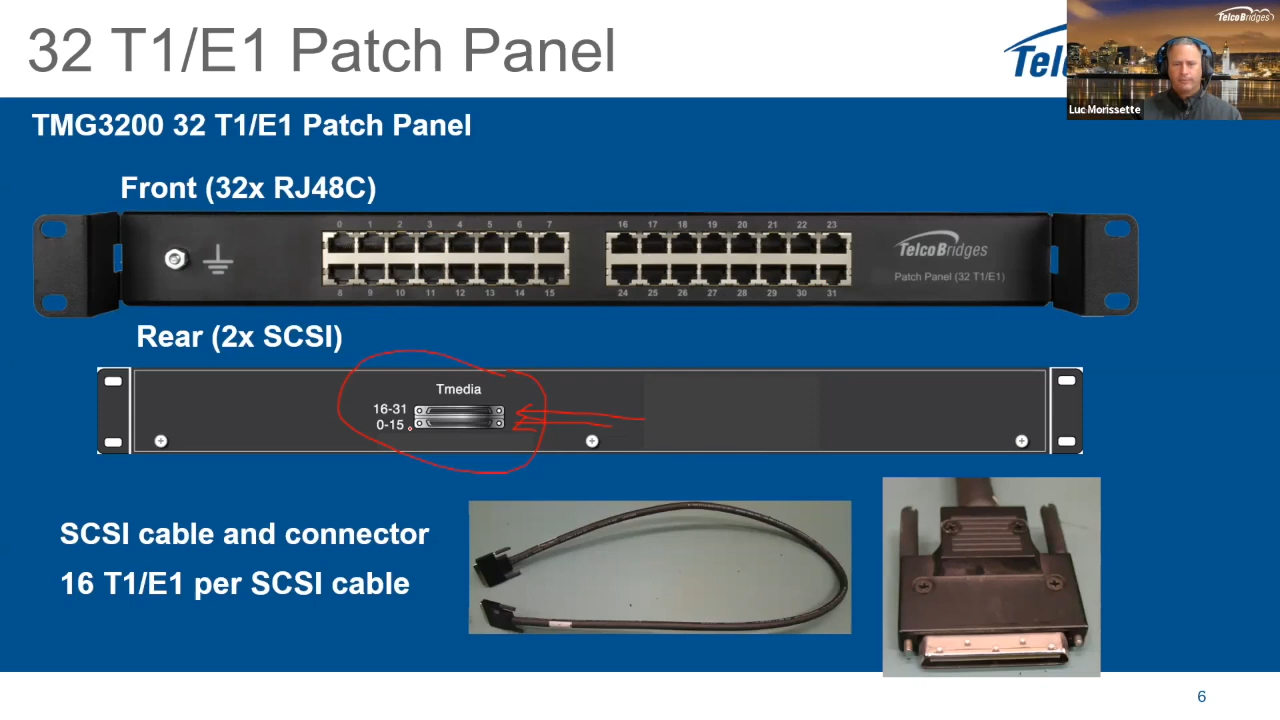 32 T1/E1 Patch Panel
Tel
TelcoBridges
Luc Morissette
TMG3200 32 T1/E1 Patch Panel
Front (32x RJ48C)
0 1 2 3 4 5 6 7 16 17 18 19 20 21 22 23
TelcoBridges
Patch Panel (32 T1/E1)
8 9 10 11 12 13 14 15 24 25 26 27 28 29 30 31
Rear (2x SCSI)
Tmedia
16-31
0-15
SCSI cable and connector
16 T1/E1 per SCSI cable
6